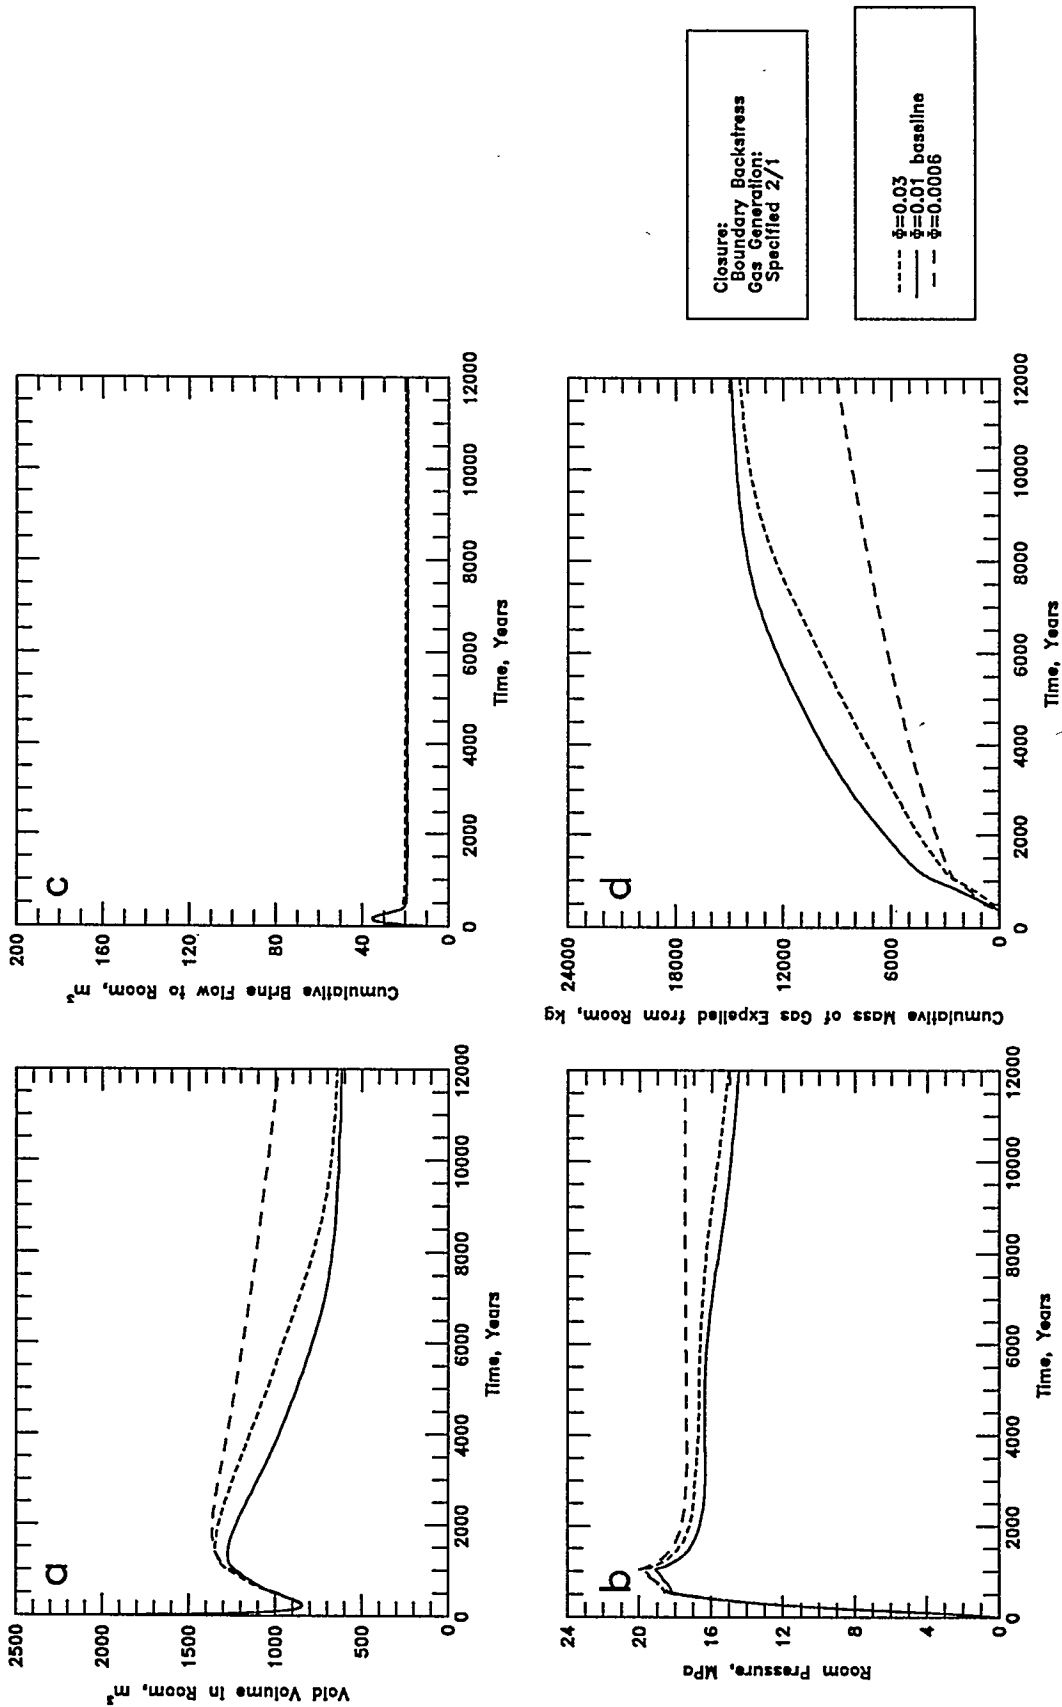 a
2500
2000
1500
1000
500
0
0 2000 4000 6000 8000 10000 12000
Time, Years
Void Volume in Room, m³
c
200
160
120
80
40
0
0 2000 4000 6000 8000 10000 12000
Time, Years
Cumulative Brine Flow to Room, m³
b
24
20
16
12
8
4
0
0 2000 4000 6000 8000 10000 12000
Time, Years
Room Pressure, MPa
d
24000
18000
12000
6000
0
0 2000 4000 6000 8000 10000 12000
Time, Years
Cumulative Mass of Gas Expelled from Room, kg
Closure:
Boundary Backstress
Gas Generation:
Specified 2/1
Φ=0.03
Φ=0.01 baseline
Φ=0.0006